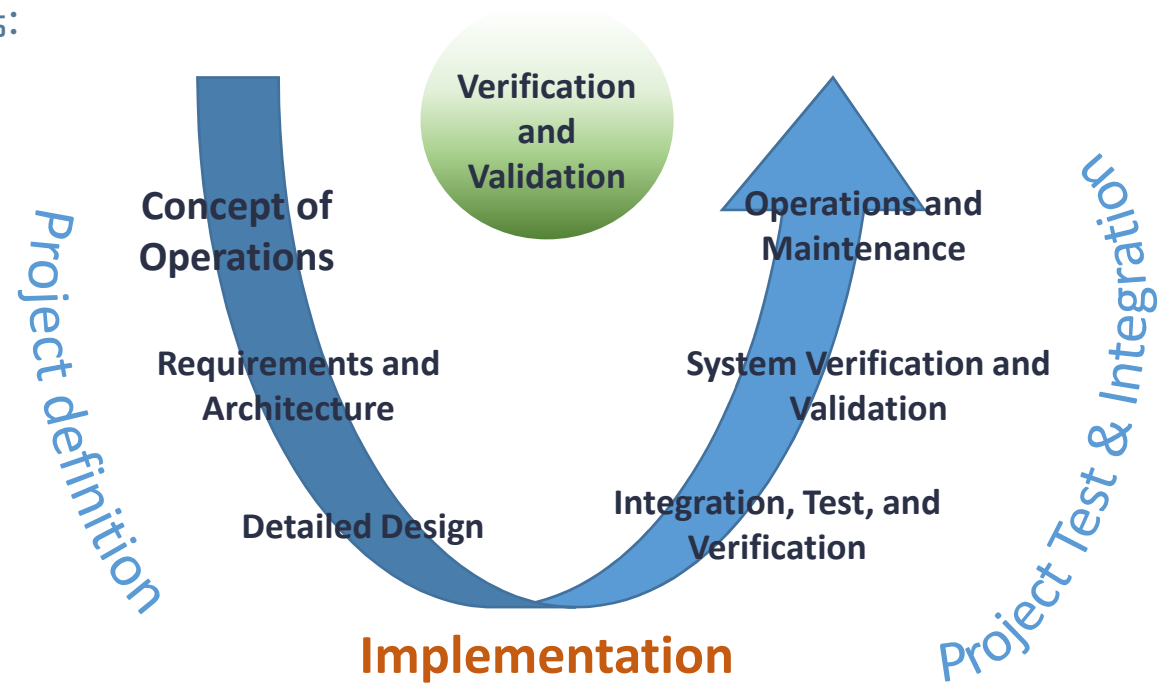 Verification
and
Validation
Concept of
Operations
Requirements and
Architecture
Detailed Design
Project definition
Implementation
Operations and
Maintenance
System Verification and
Validation
Integration, Test, and
Verification
Project Test & Integration